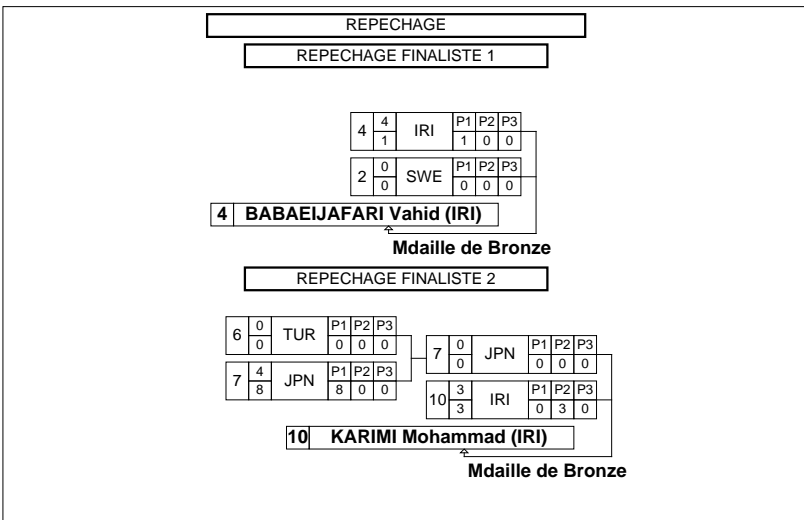 REPECHAGE
REPECHAGE FINALISTE 1
4 4 IRI P1 P2 P3
1 1 0 0
2 0 SWE P1 P2 P3
0 0 0 0
4 BABAEIJAFARI Vahid (IRI)
Mdaille de Bronze
REPECHAGE FINALISTE 2
6 0 TUR P1 P2 P3
0 0 0 0
7 4 JPN P1 P2 P3
8 8 0 0
7 0 JPN P1 P2 P3
0 0 0 0
10 3 IRI P1 P2 P3
3 0 3 0
10 KARIMI Mohammad (IRI)
Mdaille de Bronze